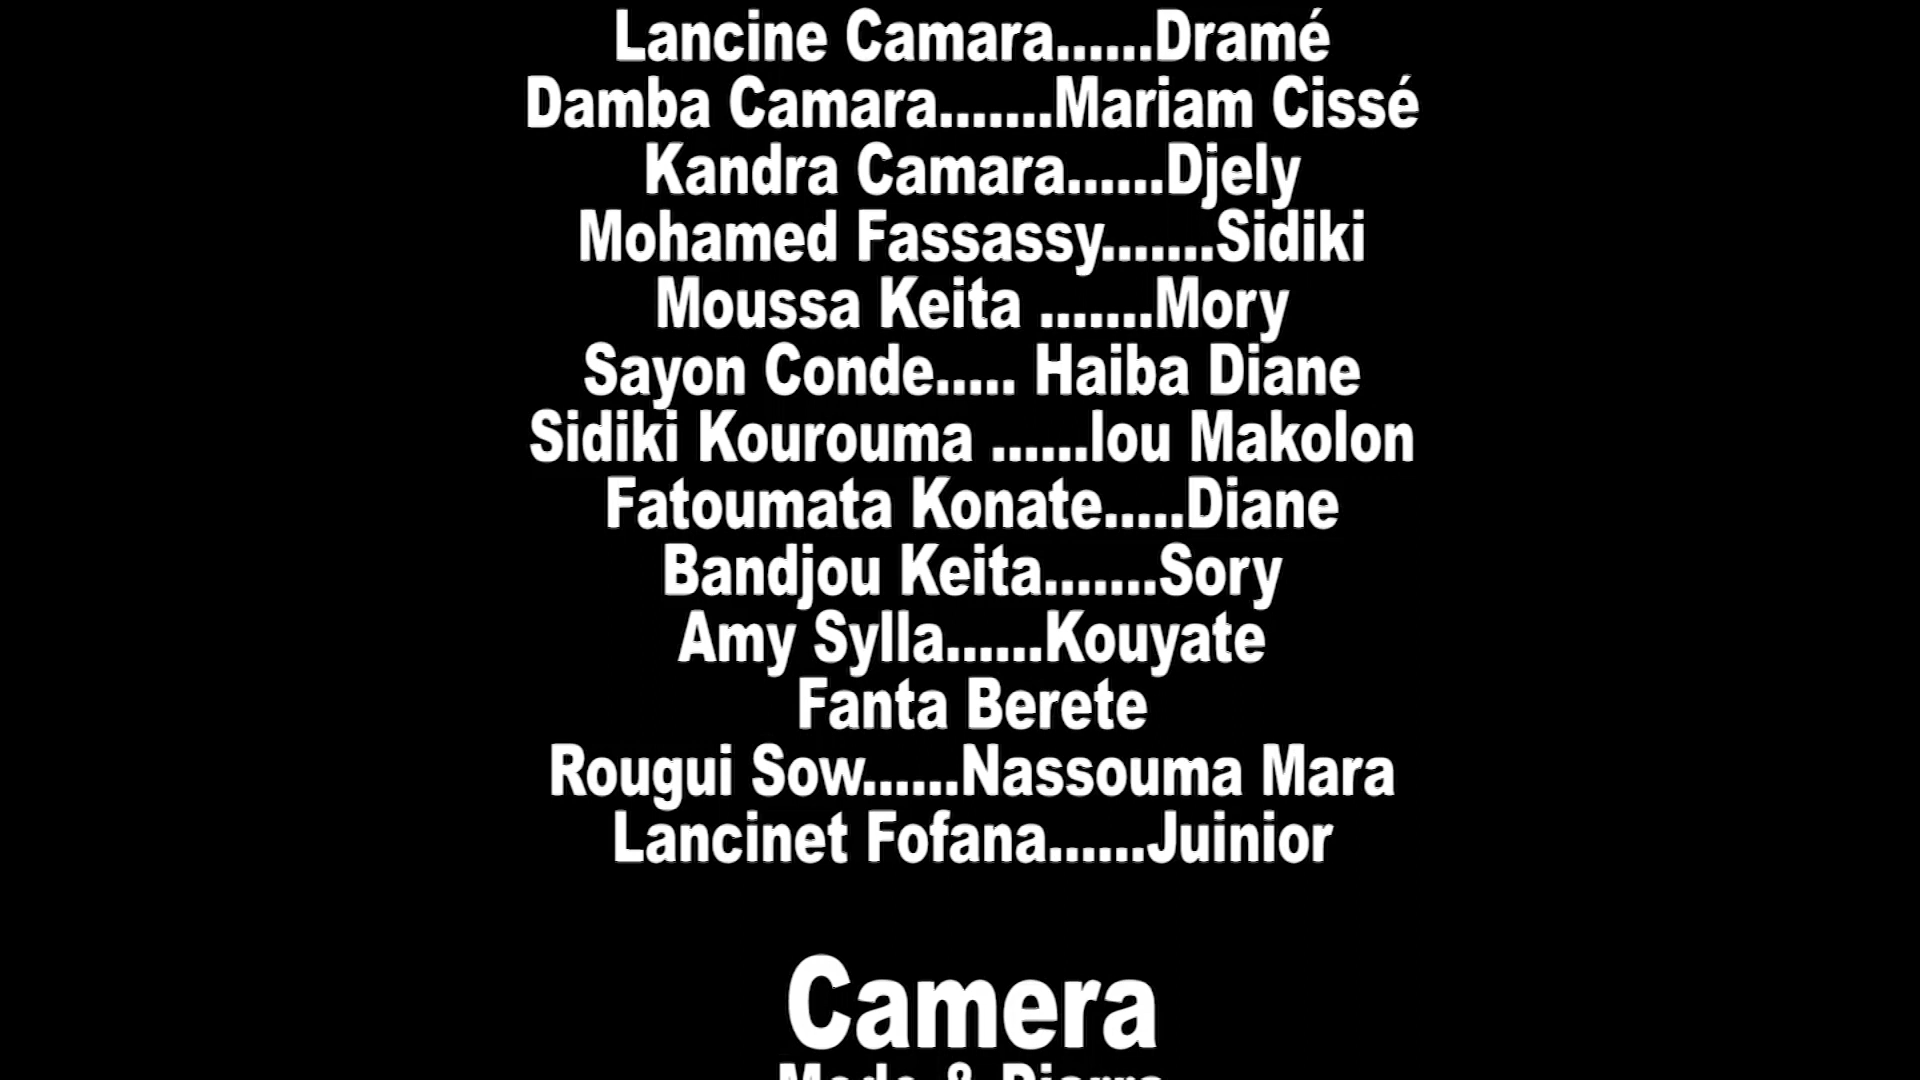 Lancine Camara......Dramé
Damba Camara.......Mariam Cissé
Kandra Camara......Djely
Mohamed Fassassy.......Sidiki
Moussa Keita .......Mory
Sayon Conde..... Haiba Diane
Sidiki Kourouma ......lou Makolon
Fatoumata Konate.....Diane
Bandjou Keita.......Sory
Amy Sylla......Kouyate
Fanta Berete
Rougui Sow......Nassouma Mara
Lancinet Fofana......Juinior
Camera